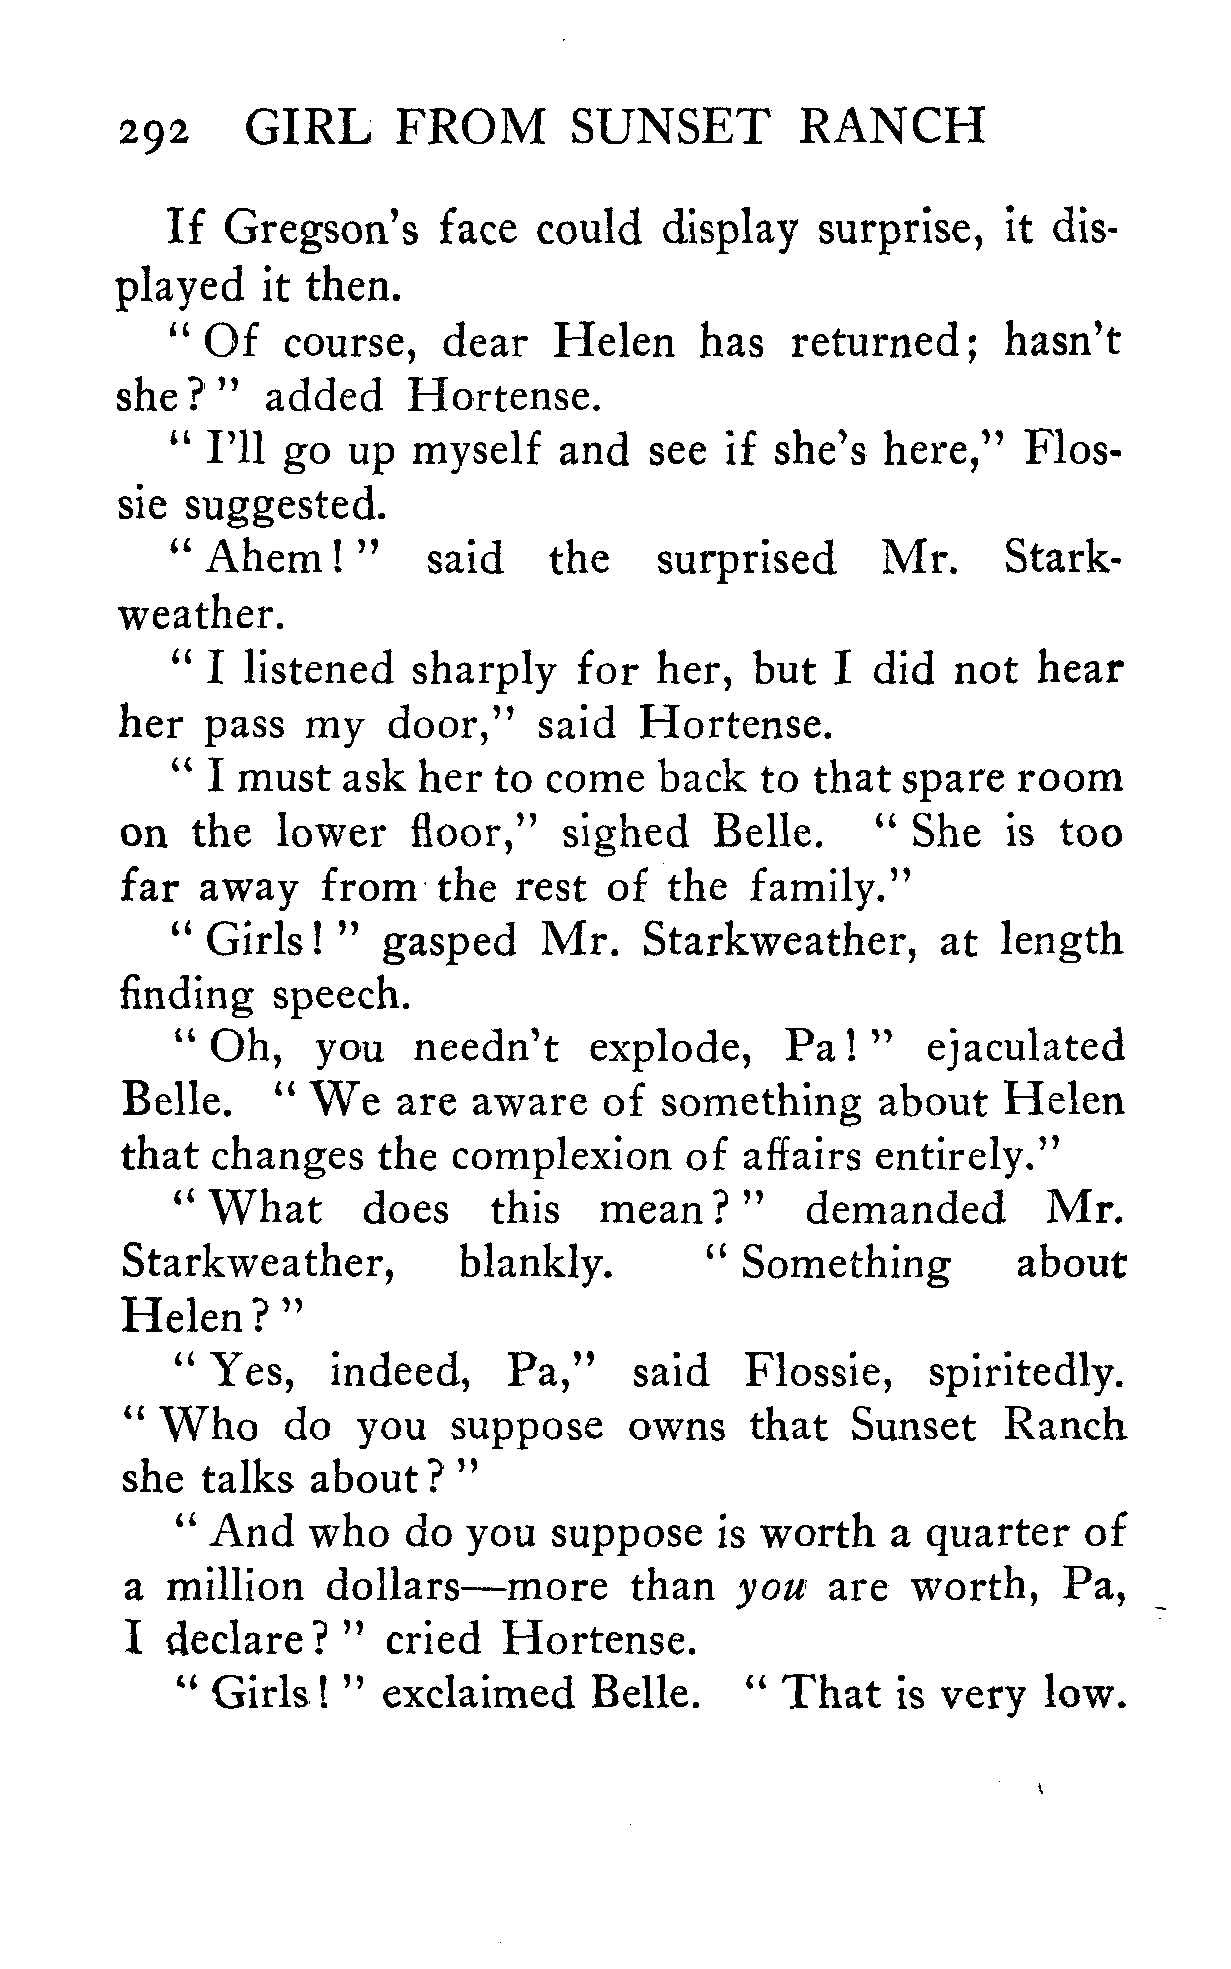 292 GIRL FROM SUNSET RANCH
If Gregson's face could display surprise, it dis-
played it then.
" Of course, dear Helen has returned; hasn't
she? " added Hortense.
" I'll go up myself and see if she's here," Flos-
sie suggested.
" Ahem! " said the surprised Mr. Stark-
weather.
" I listened sharply for her, but I did not hear
her pass my door," said Hortense.
" I must ask her to come back to that spare room
on the lower floor," sighed Belle. " She is too
far away from the rest of the family."
" Girls! " gasped Mr. Starkweather, at length
finding speech.
" Oh, you needn't explode, Pa! " ejaculated
Belle. " We are aware of something about Helen
that changes the complexion of affairs entirely."
" What does this mean? " demanded Mr.
Starkweather, blankly. " Something about
Helen? "
" Yes, indeed, Pa," said Flossie, spiritedly.
" Who do you suppose owns that Sunset Ranch
she talks about? "
" And who do you suppose is worth a quarter of
a million dollars—more than you are worth, Pa,
I declare? " cried Hortense.
" Girls! " exclaimed Belle. " That is very low.